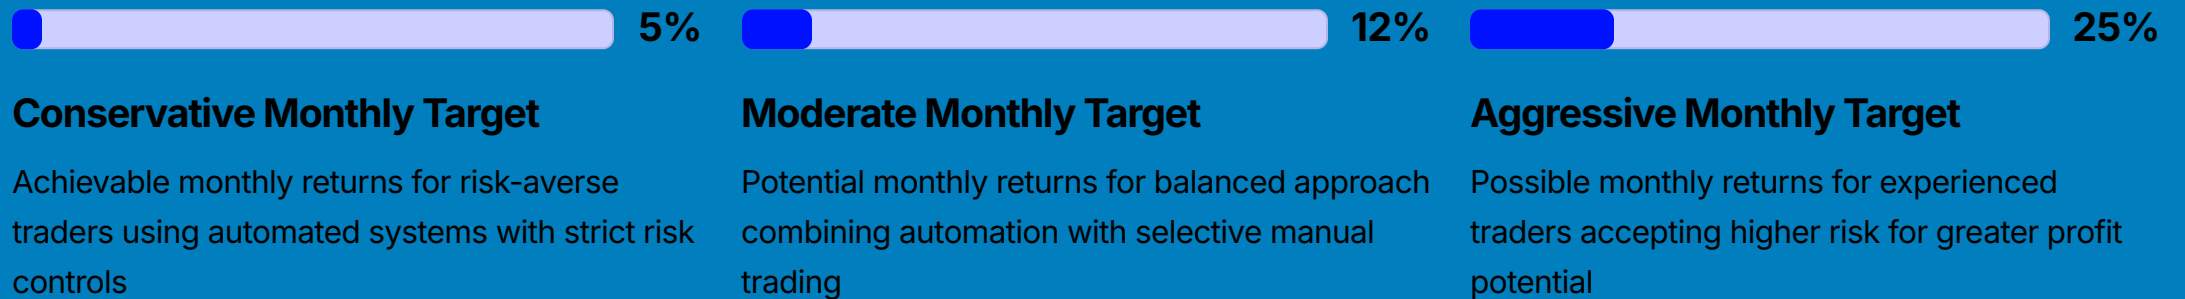 5%
Conservative Monthly Target
Achievable monthly returns for risk-averse
traders using automated systems with strict risk
controls
12%
Moderate Monthly Target
Potential monthly returns for balanced approach
combining automation with selective manual
trading
25%
Aggressive Monthly Target
Possible monthly returns for experienced
traders accepting higher risk for greater profit
potential